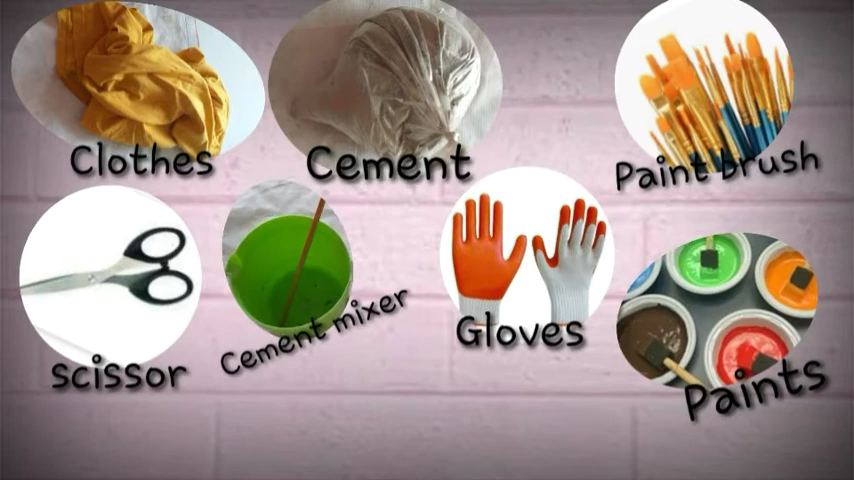 Clothes
Cement
Paint brush
scissor
Cement mixer
Gloves
Paints